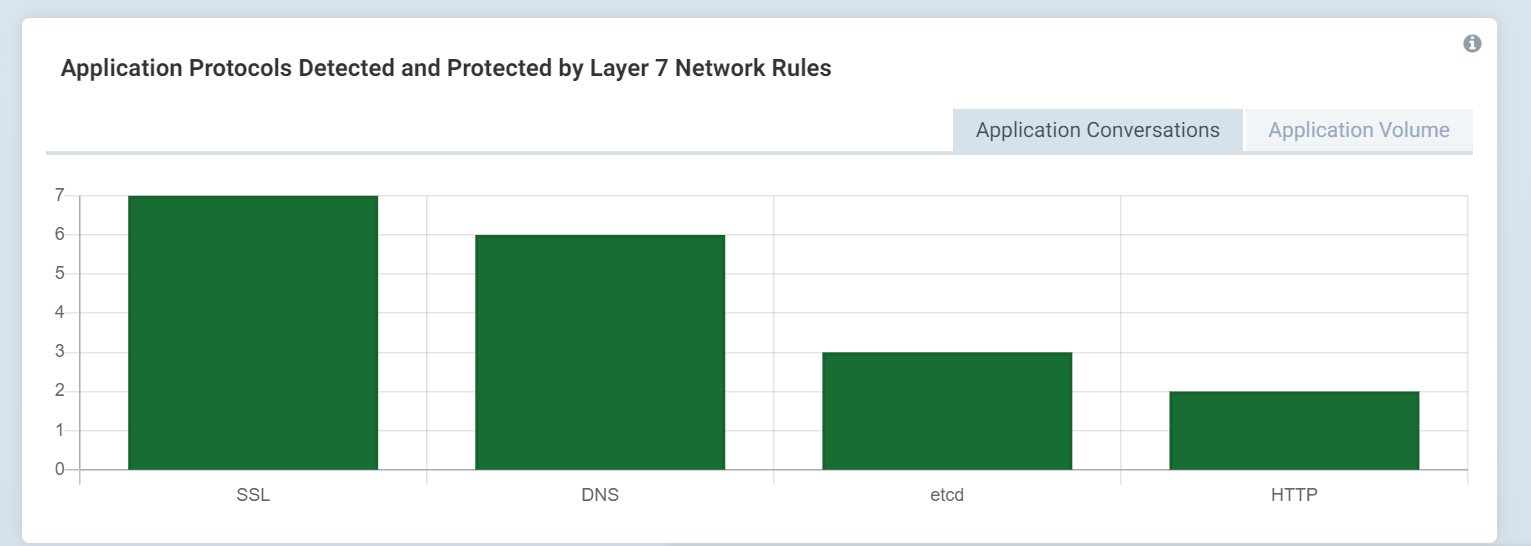 Application Protocols Detected and Protected by Layer 7 Network Rules
Application Conversations
Application Volume
7
6
5
4
3
2
1
0
SSL
DNS
etcd
HTTP